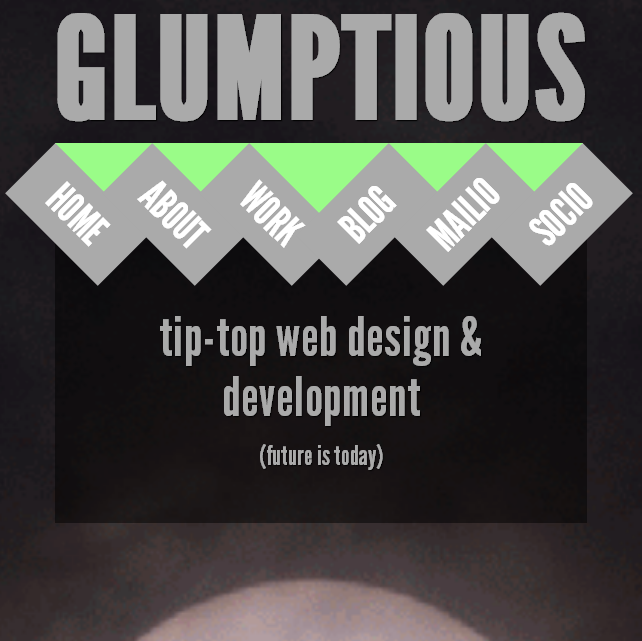 GLUMPTIOUS
HOME
ABOUT
WORK
BLOG
MAILIO
SOCIO
tip-top web design &
development
(future is today)